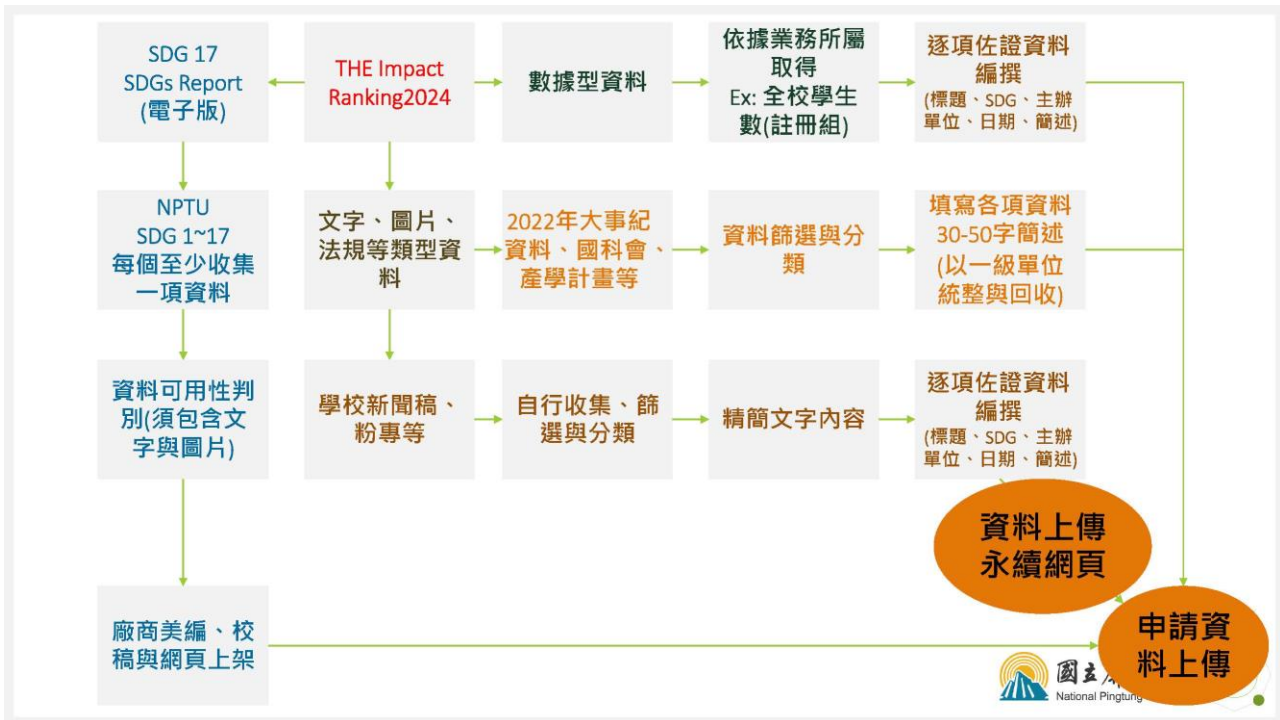 SDG 17
SDGs Report
(電子版)
THE Impact
Ranking2024
數據型資料
依據業務所屬
取得
Ex: 全校學生
數(註冊組)
逐項佐證資料
編撰
(標題、SDG、主辦
單位、日期、簡述)
NPTU
SDG 1~17
每個至少收集
一項資料
文字、圖片、
法規等類型資
料
2022年大事紀
資料、國科會、
產學計畫等
資料篩選與分
類
填寫各項資料
30-50字簡述
(以一級單位
統整與回收)
資料可用性判
別(須包含文
字與圖片)
學校新聞稿、
粉專等
自行收集、篩
選與分類
精簡文字內容
逐項佐證資料
編撰
(標題、SDG、主辦
單位、日期、簡述)
資料上傳
永續網頁
廠商美編、校
稿與網頁上架
申請資
料上傳
國立
National Pingtung